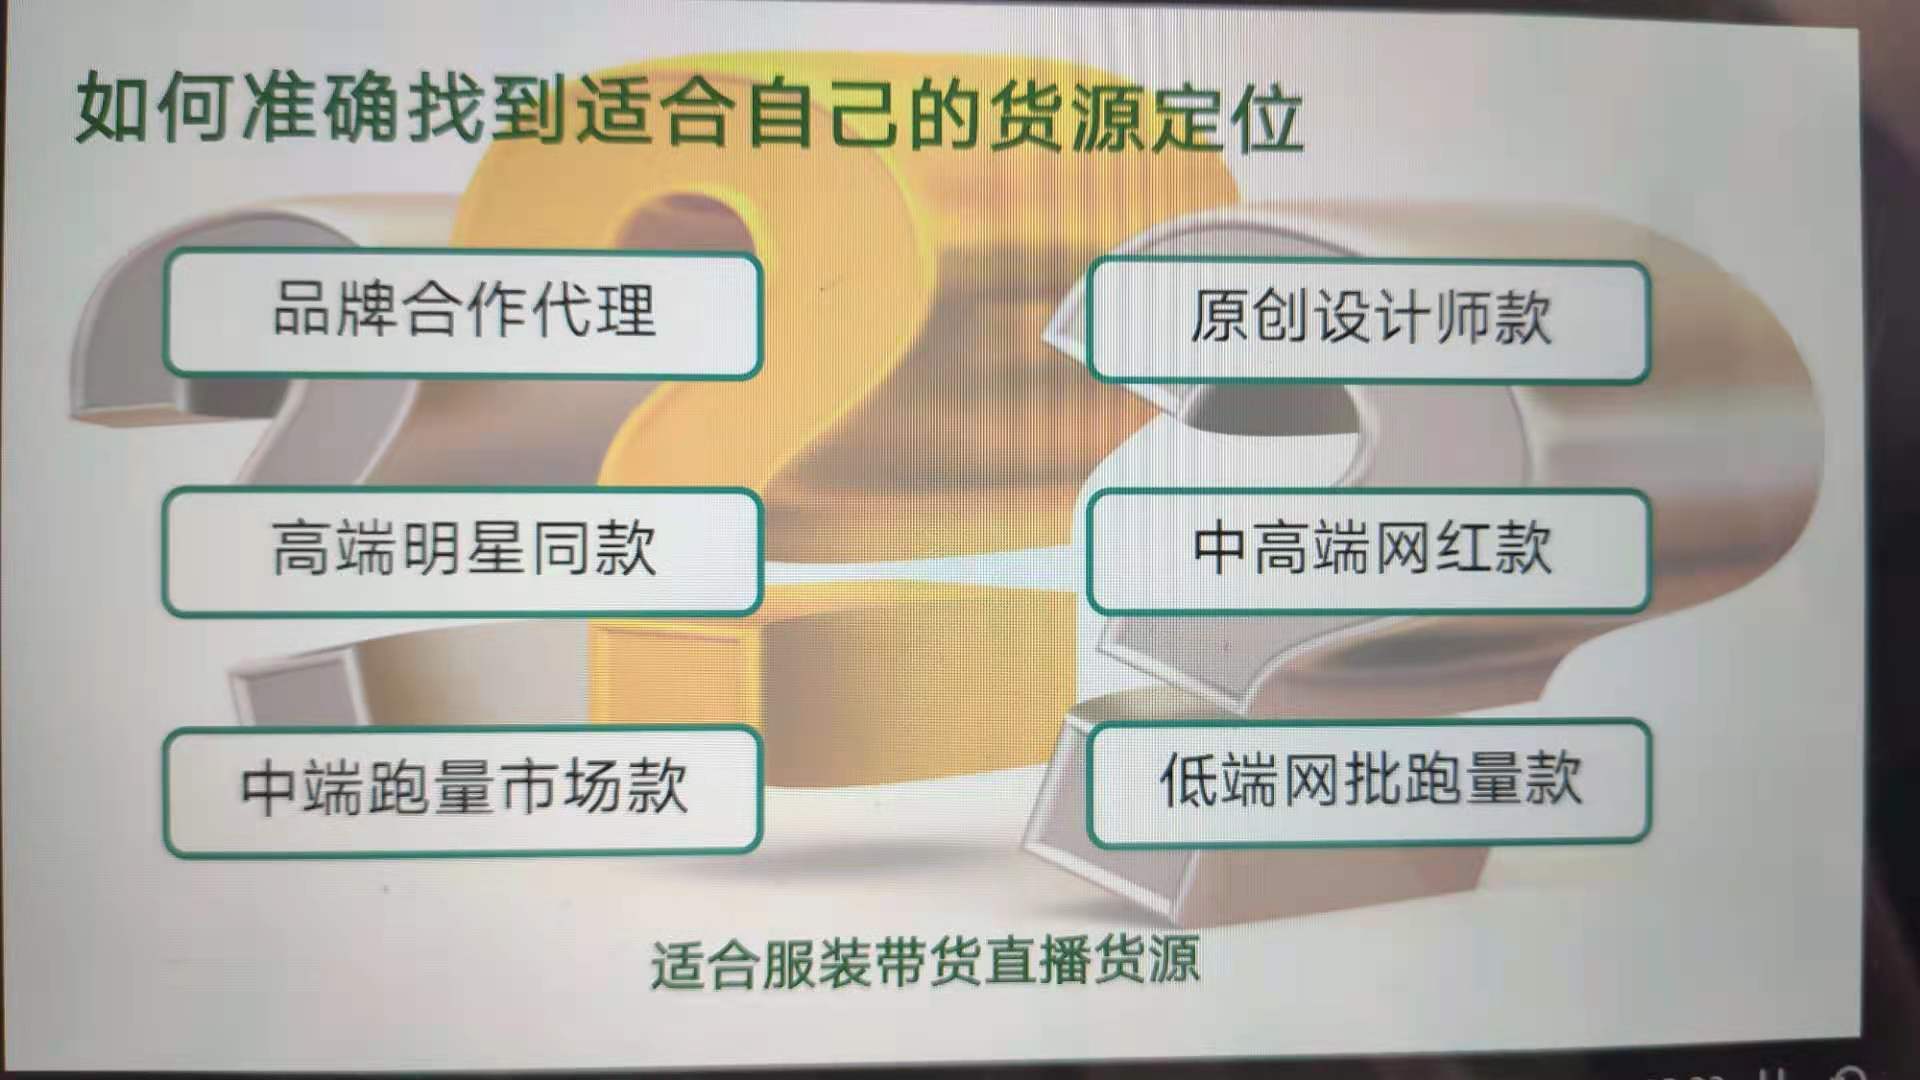 如何准确找到适合自己的货源定位
品牌合作代理
原创设计师款
高端明星同款
中高端网红款
中端跑量市场款
低端网批跑量款
适合服装带货直播货源